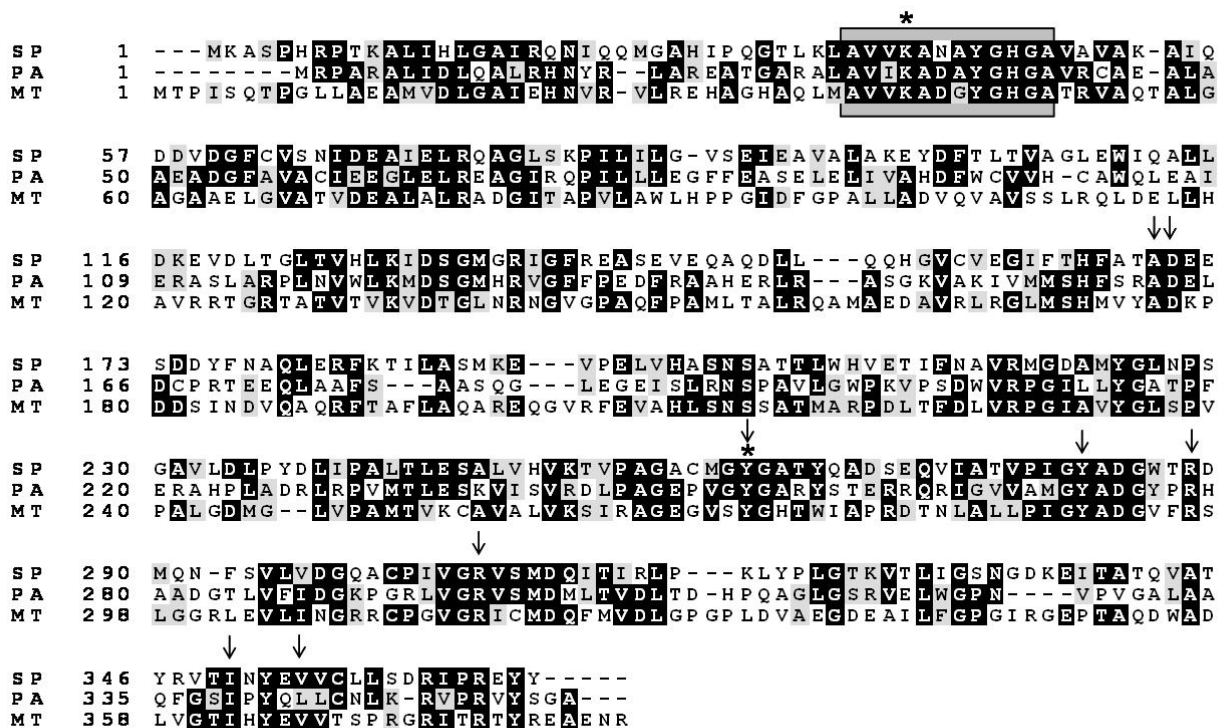 *
SP 1 ---MKASPHRPTKALIHLGAIRQNIQQMGAHIPQGTLKLAVVKANAYGHGAVAVAK-AIQ
PA 1 --------MRPARALIDLQALRHNYR--LAREATGARALAVIKADAYGHGAVRCAE-ALA
MT 1 MTPISQTPGLLAEAMVDLGAIEHNVR-VLREHAGHAQLMAVVKADGYGHGATRVAQTALG
SP 57 DDVDGFCVSNIDEAIELRQAGLSKPILILG-VSEIEAVALAKEYDFTLTVAGLEWIQALL
PA 50 AEADGFAVACIEEGLELREAGIRQPILLLEGFFEASELELIVAHDFWCVVH-CAWQLEAI
MT 60 AGAAELGVATVDEALALRADGITAPVLAWLHPPGIDFGPALLADVQVAVSSLRQLDELLH
↓↓
SP 116 DKEVDLTGLTVHLKIDSGMGRIGFREASEVEQAQDLL---QQHGVCVEGIFTHFATADEE
PA 109 ERASLARPLNVWLKMDSGMHRVGFFPEDFRAAHERLR---ASGKVAKIVMMSHFSRADEL
MT 120 AVRRTGRTATVTVKVDTGLNRNGVGPAQFPAMLTALRQAMAEDAVRLRGLMSHMVYADKP
SP 173 SDDYFNAQLERFKTILASMKE---VPELVHASNSATTLWHVETIFNAVRMGDAMYGLNPS
PA 166 DCPRTEEQLAAFS---AASQG---LEGEISLRNSPAVLGWPKVPSDWVRPGILLYGATPF
MT 180 DDSINDVQAQRFTAFLAQAREQGVRFEVAHLSNSSATMARPDLTFDLVRPGIAVYGLSPV
↓ * ↓ ↓
SP 230 GAVLDLPYDLIPALTLESALVHVKTVPAGACMGYGATYQADSEQVIATVPIGYADGWTRD
PA 220 ERAHPLADRLRPVMTLESKVISVRDLPAGEPVGYGARYSTERRQRIGVVAMGYADGYPRH
MT 240 PALGDMG--LVPAMTVKCAVALVKSIRAGEGVSYGHTWIAPRDTNLALLPIGYADGVFRS
↓
SP 290 MQN-FSVLVDGQACPIVGRVSMDQITIRLP---KLYPLGTKVTLIGSNGDKEITATQVAT
PA 280 AADGTLVFIDGKPGRLVGRVSMDMLTVDLTD-HPQAGLGSRVELWGPN----VPVGALAA
MT 298 LGGRLEVLINGRRCPGVGRICMDQFMVDLGPGPLDVAEGDEAILFGPGIRGEPTAQDWAD
↓ ↓
SP 346 YRVTINYEVVCLLSDRIPREYY-----
PA 335 QFGSIPYQLLCNLK-RVPRVYSGA---
MT 358 LVGTIHYEVVTSPRGRITRTYREAENR